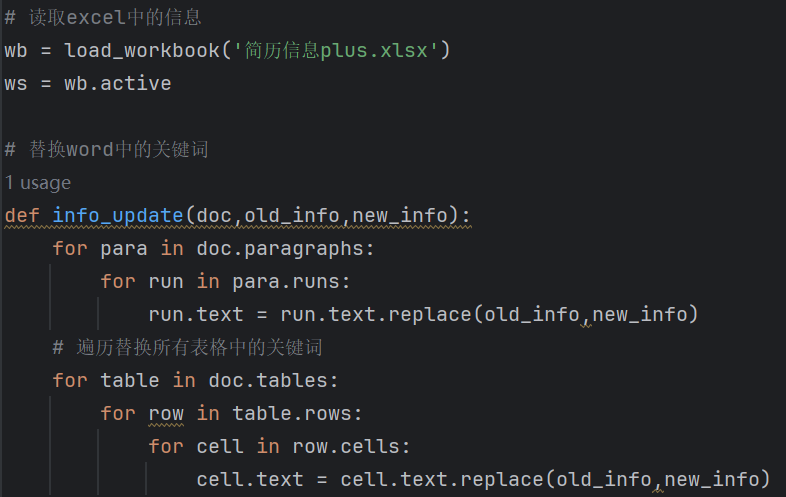 # 读取excel中的信息
wb = load_workbook('简历信息plus.xlsx')
ws = wb.active
# 替换word中的关键词
1 usage
def info_update(doc,old_info,new_info):
    for para in doc.paragraphs:
        for run in para.runs:
            run.text = run.text.replace(old_info,new_info)
    # 遍历替换所有表格中的关键词
    for table in doc.tables:
        for row in table.rows:
            for cell in row.cells:
                cell.text = cell.text.replace(old_info,new_info)